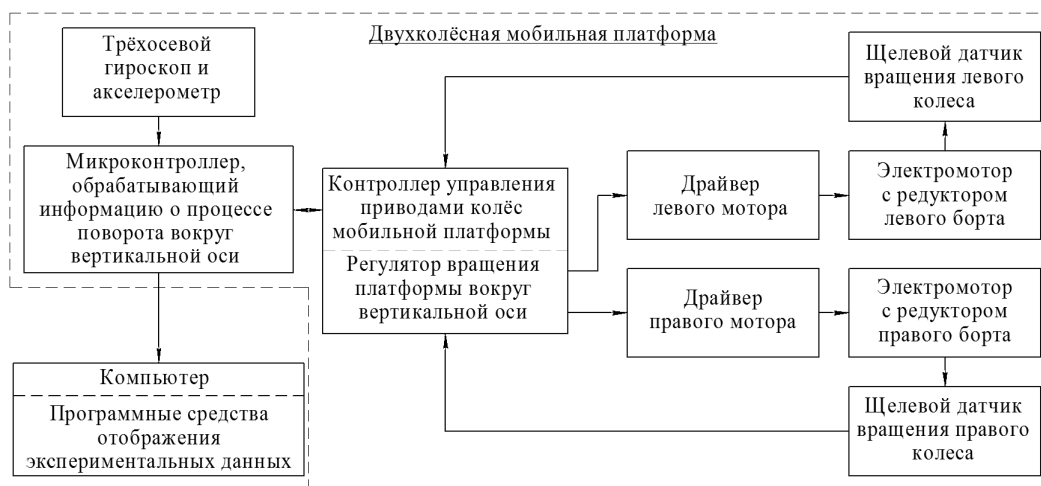 Двухколёсная мобильная платформа
Трёхосевой
гироскоп и
акселерометр
Микроконтроллер,
обрабатывающий
информацию о процессе
поворота вокруг
вертикальной оси
Компьютер
Программные средства
отображения
экспериментальных данных
Контроллер управления
приводами колёс
мобильной платформы
Регулятор вращения
платформы вокруг
вертикальной оси
Драйвер
левого мотора
Драйвер
правого мотора
Щелевой датчик
вращения левого
колеса
Электромотор
с редуктором
левого борта
Электромотор
с редуктором
правого борта
Щелевой датчик
вращения правого
колеса